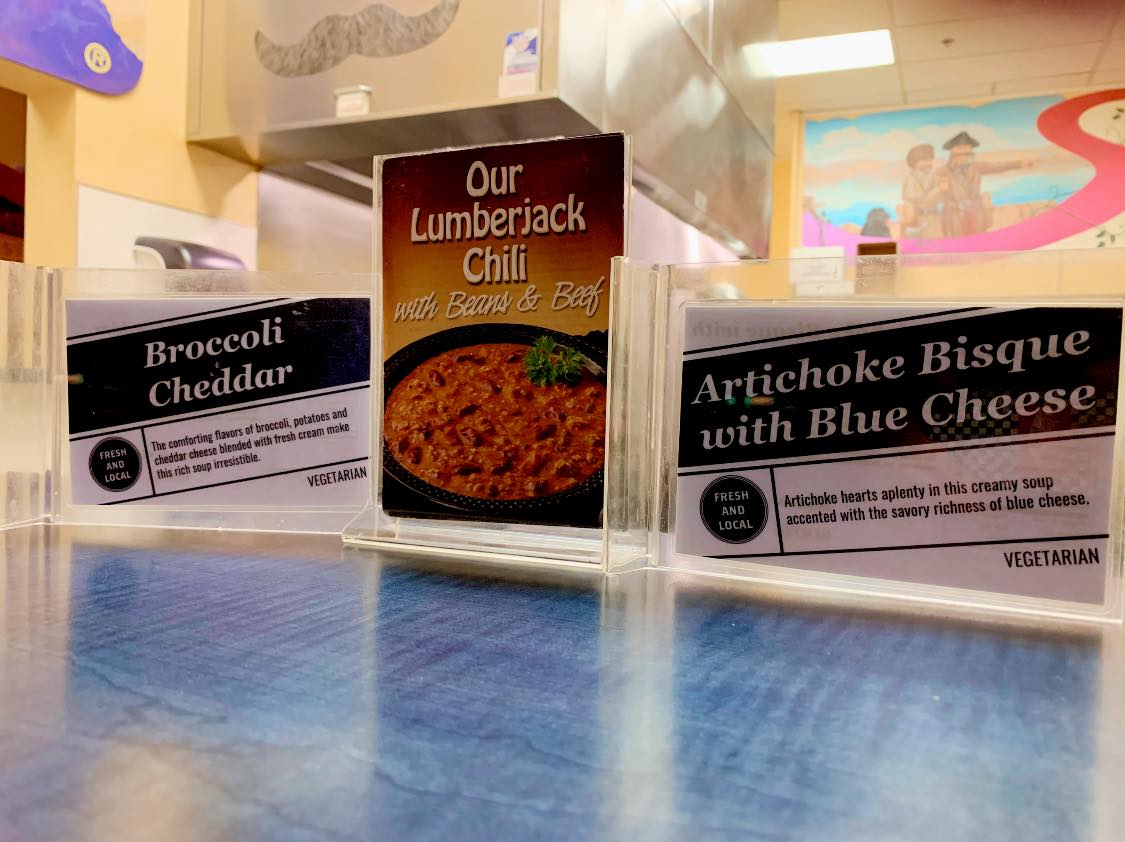 Broccoli
Cheddar
FRESH
AND
LOCAL
The comforting flavors of broccoli, potatoes and
cheddar cheese blended with fresh cream make
this rich soup irresistible.
VEGETARIAN
Our
Lumberjack
Chili
with Beans & Beef
Artichoke Bisque
with Blue Cheese
FRESH
AND
LOCAL
Artichoke hearts aplenty in this creamy soup
accented with the savory richness of blue cheese.
VEGETARIAN